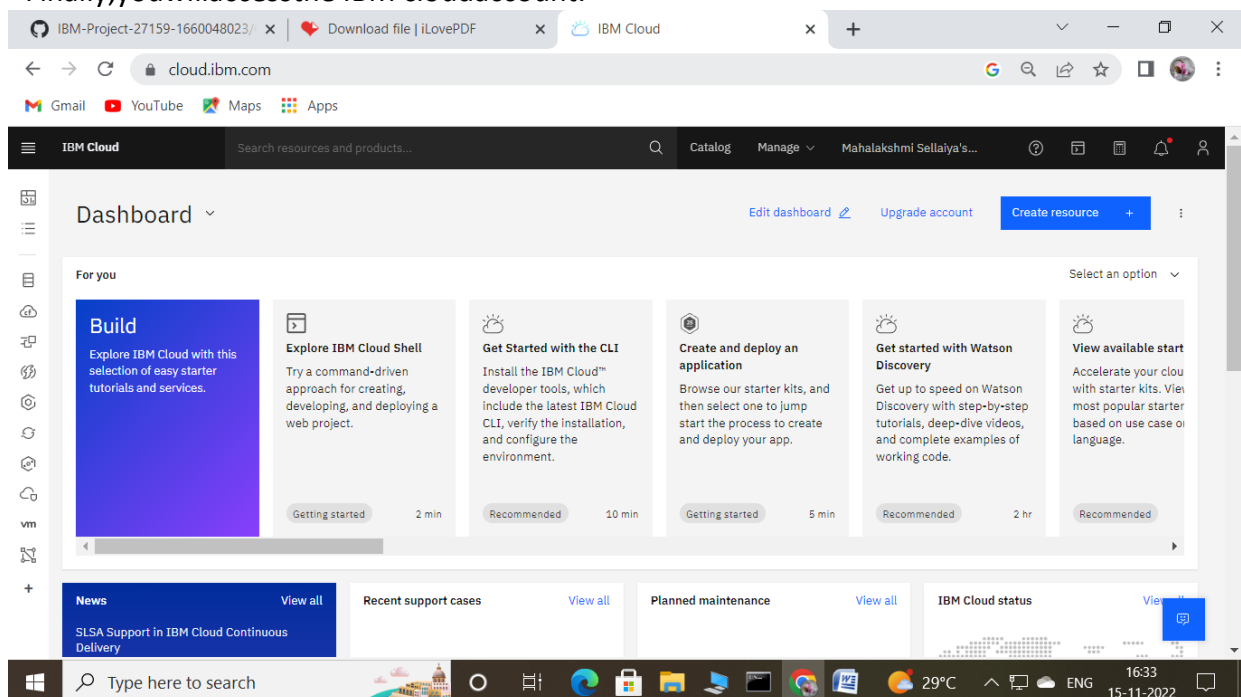 Finally,youwillaccessthe IBM cloudaccount.
IBM-Project-27159-1660048023/
Download file | iLovePDF
IBM Cloud
cloud.ibm.com
Gmail YouTube Maps Apps
IBM Cloud Search resources and products... Catalog Manage Mahalakshmi Sellaiya's...
Dashboard
Edit dashboard Upgrade account Create resource +
For you
Select an option
Build
Explore IBM Cloud with this
selection of easy starter
tutorials and services.
Explore IBM Cloud Shell
Try a command-driven
approach for creating,
developing, and deploying a
web project.
Getting started 2 min
Get Started with the CLI
Install the IBM Cloud™
developer tools, which
include the latest IBM Cloud
CLI, verify the installation,
and configure the
environment.
Recommended 10 min
Create and deploy an
application
Browse our starter kits, and
then select one to jump
start the process to create
and deploy your app.
Getting started 5 min
Get started with Watson
Discovery
Get up to speed on Watson
Discovery with step-by-step
tutorials, deep-dive videos,
and complete examples of
working code.
Recommended 2 hr
View available start
Accelerate your clou
with starter kits. Viev
most popular starter
based on use case or
language.
Recommended
vm
News View all
SLSA Support in IBM Cloud Continuous
Delivery
Recent support cases View all
Planned maintenance View all
IBM Cloud status
Type here to search
29°C ENG
16:33
15-11-2022